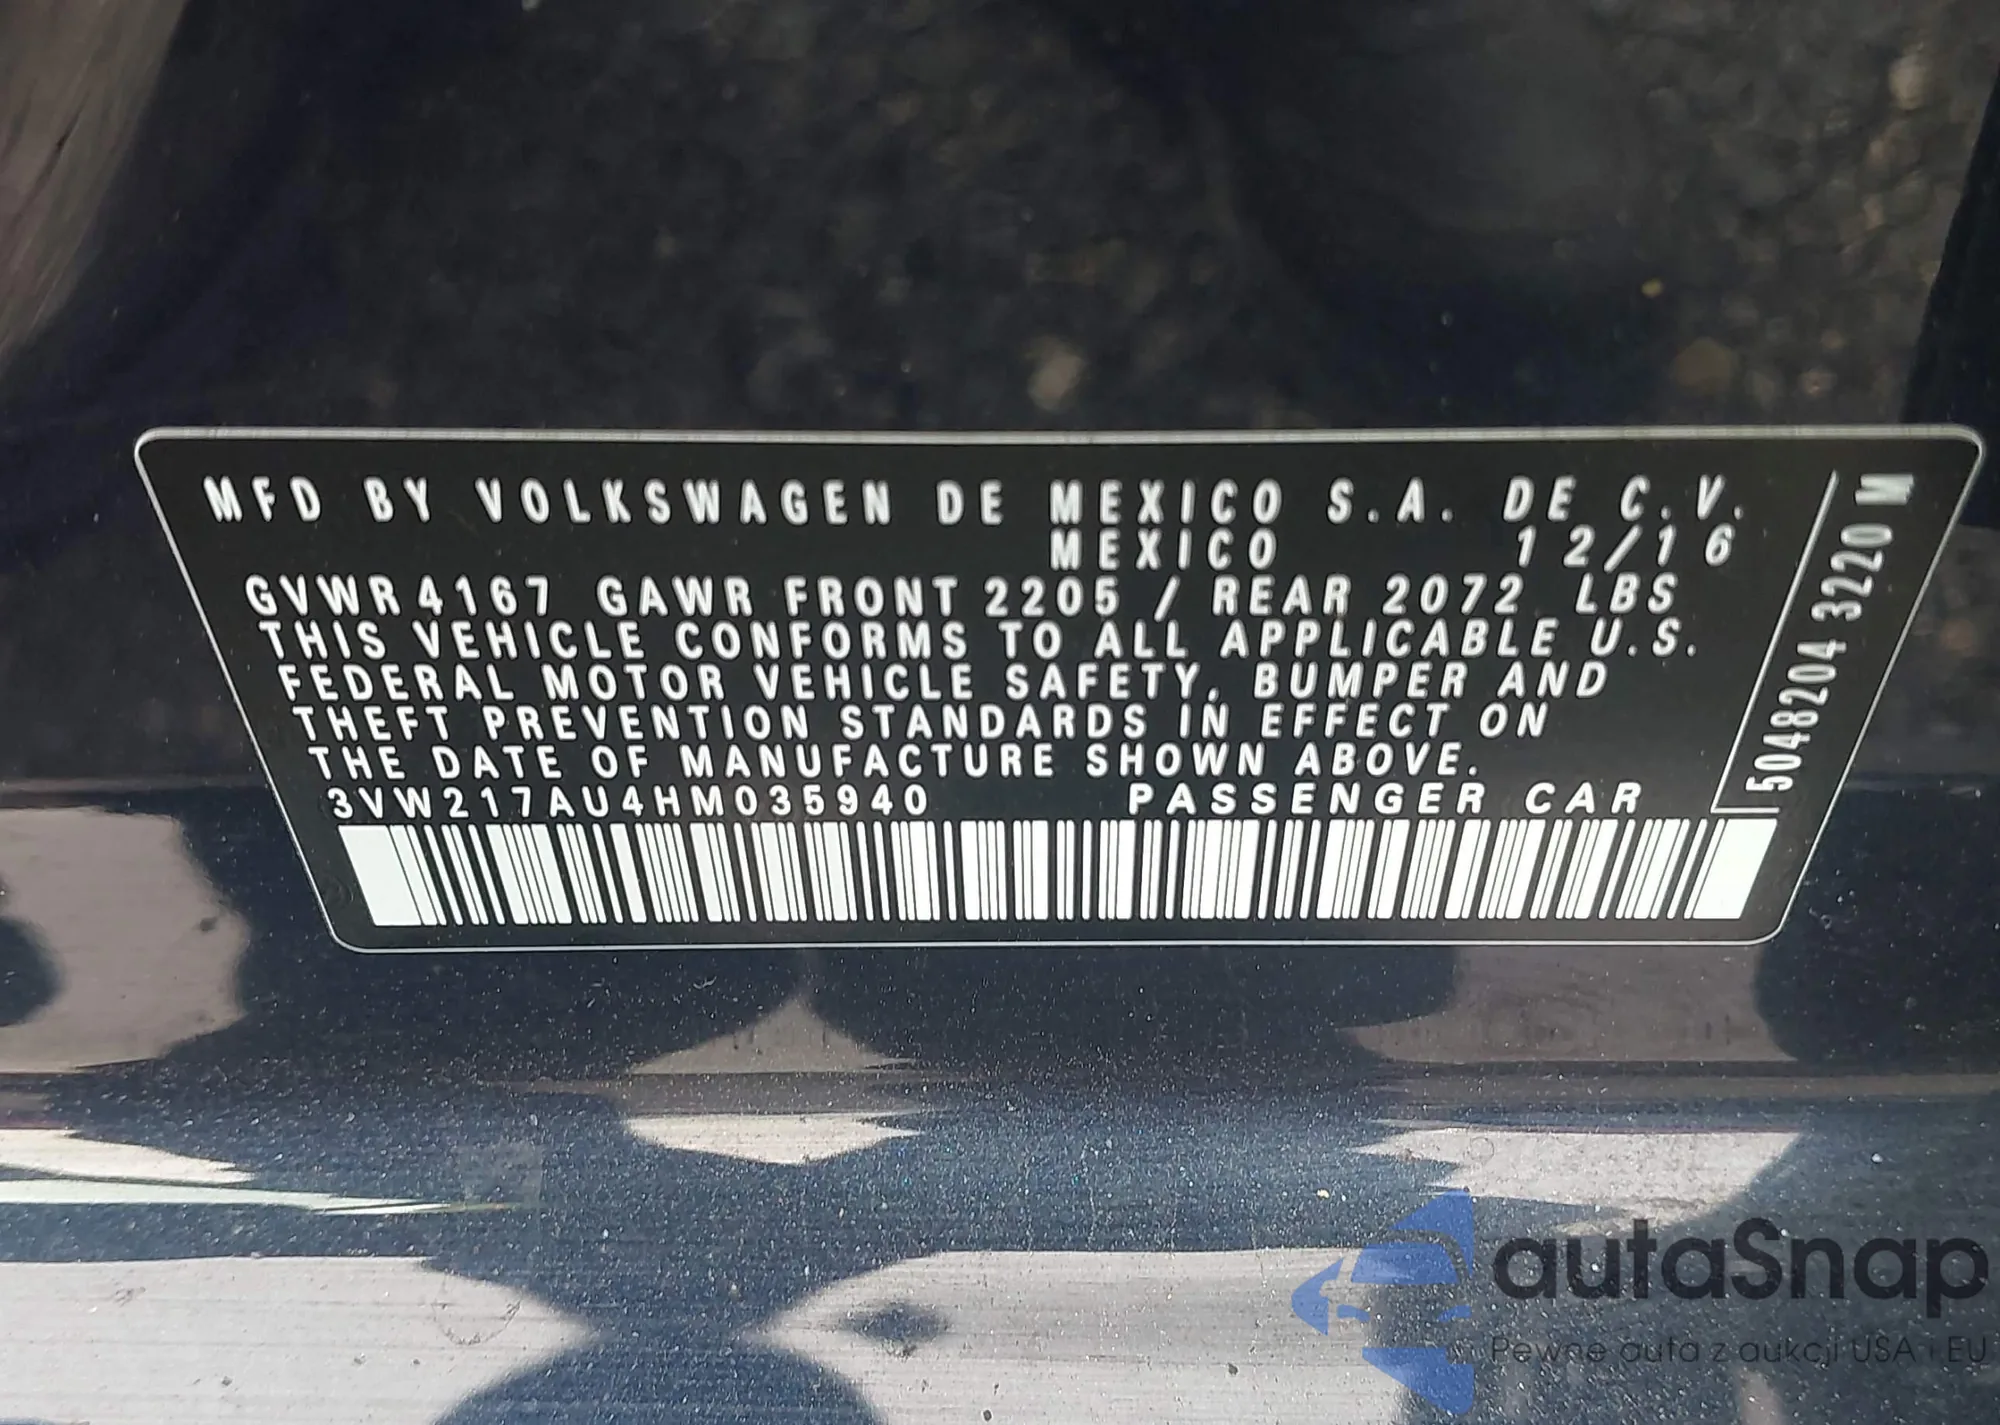 MFD BY VOLKSWAGEN DE MEXICO S.A. DE C.V.
MEXICO 12/16
GVWR 4167 GAWR FRONT 2205 / REAR 2072 LBS
THIS VEHICLE CONFORMS TO ALL APPLICABLE U.S.
FEDERAL MOTOR VEHICLE SAFETY, BUMPER AND
THEFT PREVENTION STANDARDS IN EFFECT ON
THE DATE OF MANUFACTURE SHOWN ABOVE.
3VW217AU4HM035940 PASSENGER CAR
5048204 3220 M
autaSnap
Pewne auta z aukcji USA i EU